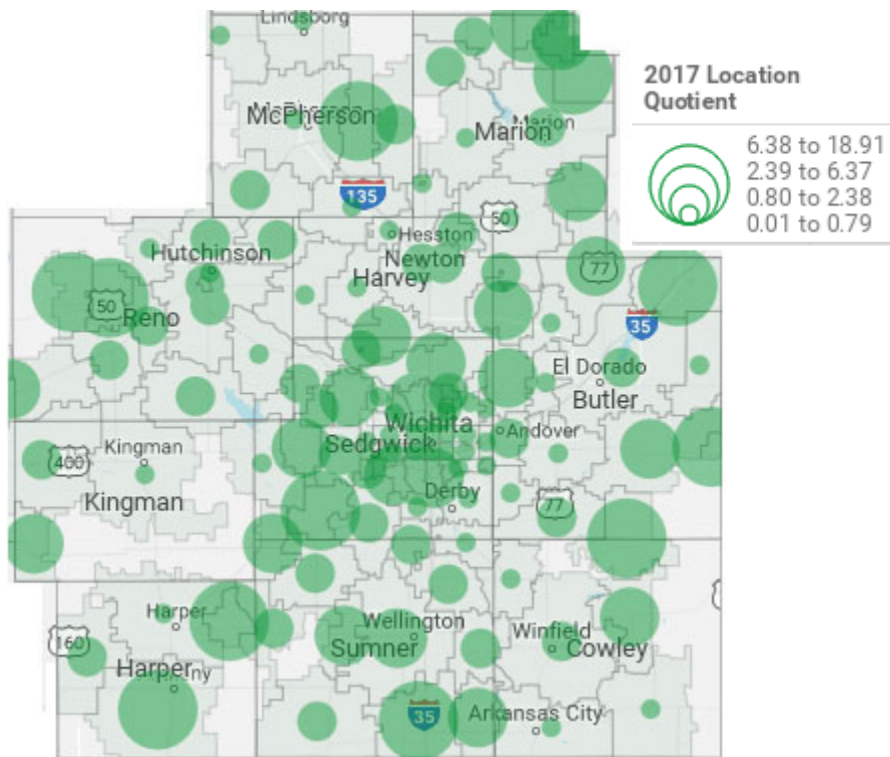 Lindsborg
2017 Location
Quotient
6.38 to 18.91
2.39 to 6.37
0.80 to 2.38
0.01 to 0.79
McPherson
Marion
Marion
135
50
Hesston
Hutchinson
Newton
Harvey
77
50
Reno
35
El Dorado
Butler
Wichita
Andover
Sedgwick
Kingman
400
Derby
Kingman
77
Harper
Wellington
Winfield
160
Sumner
Cowley
Harper
ny
35
Arkansas City